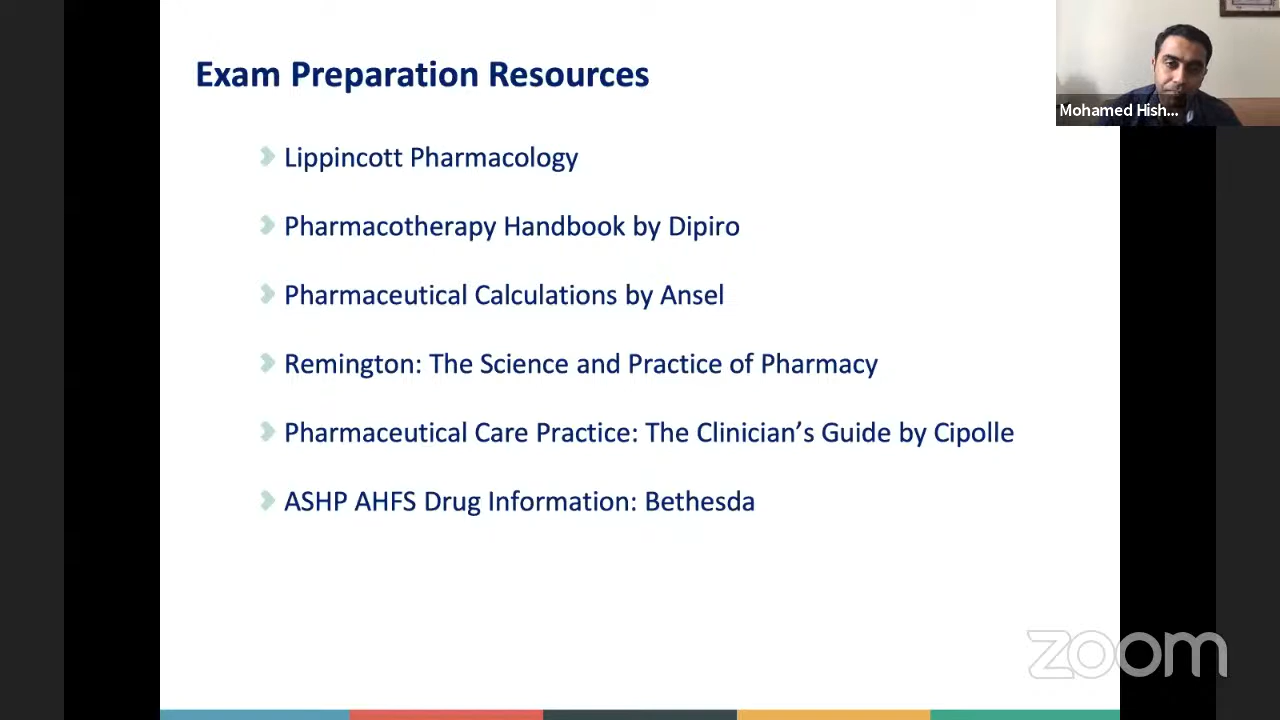 Exam Preparation Resources
Mohamed Hish...
Lippincott Pharmacology
Pharmacotherapy Handbook by Dipiro
Pharmaceutical Calculations by Ansel
Remington: The Science and Practice of Pharmacy
Pharmaceutical Care Practice: The Clinician’s Guide by Cipolle
ASHP AHFS Drug Information: Bethesda
zoom